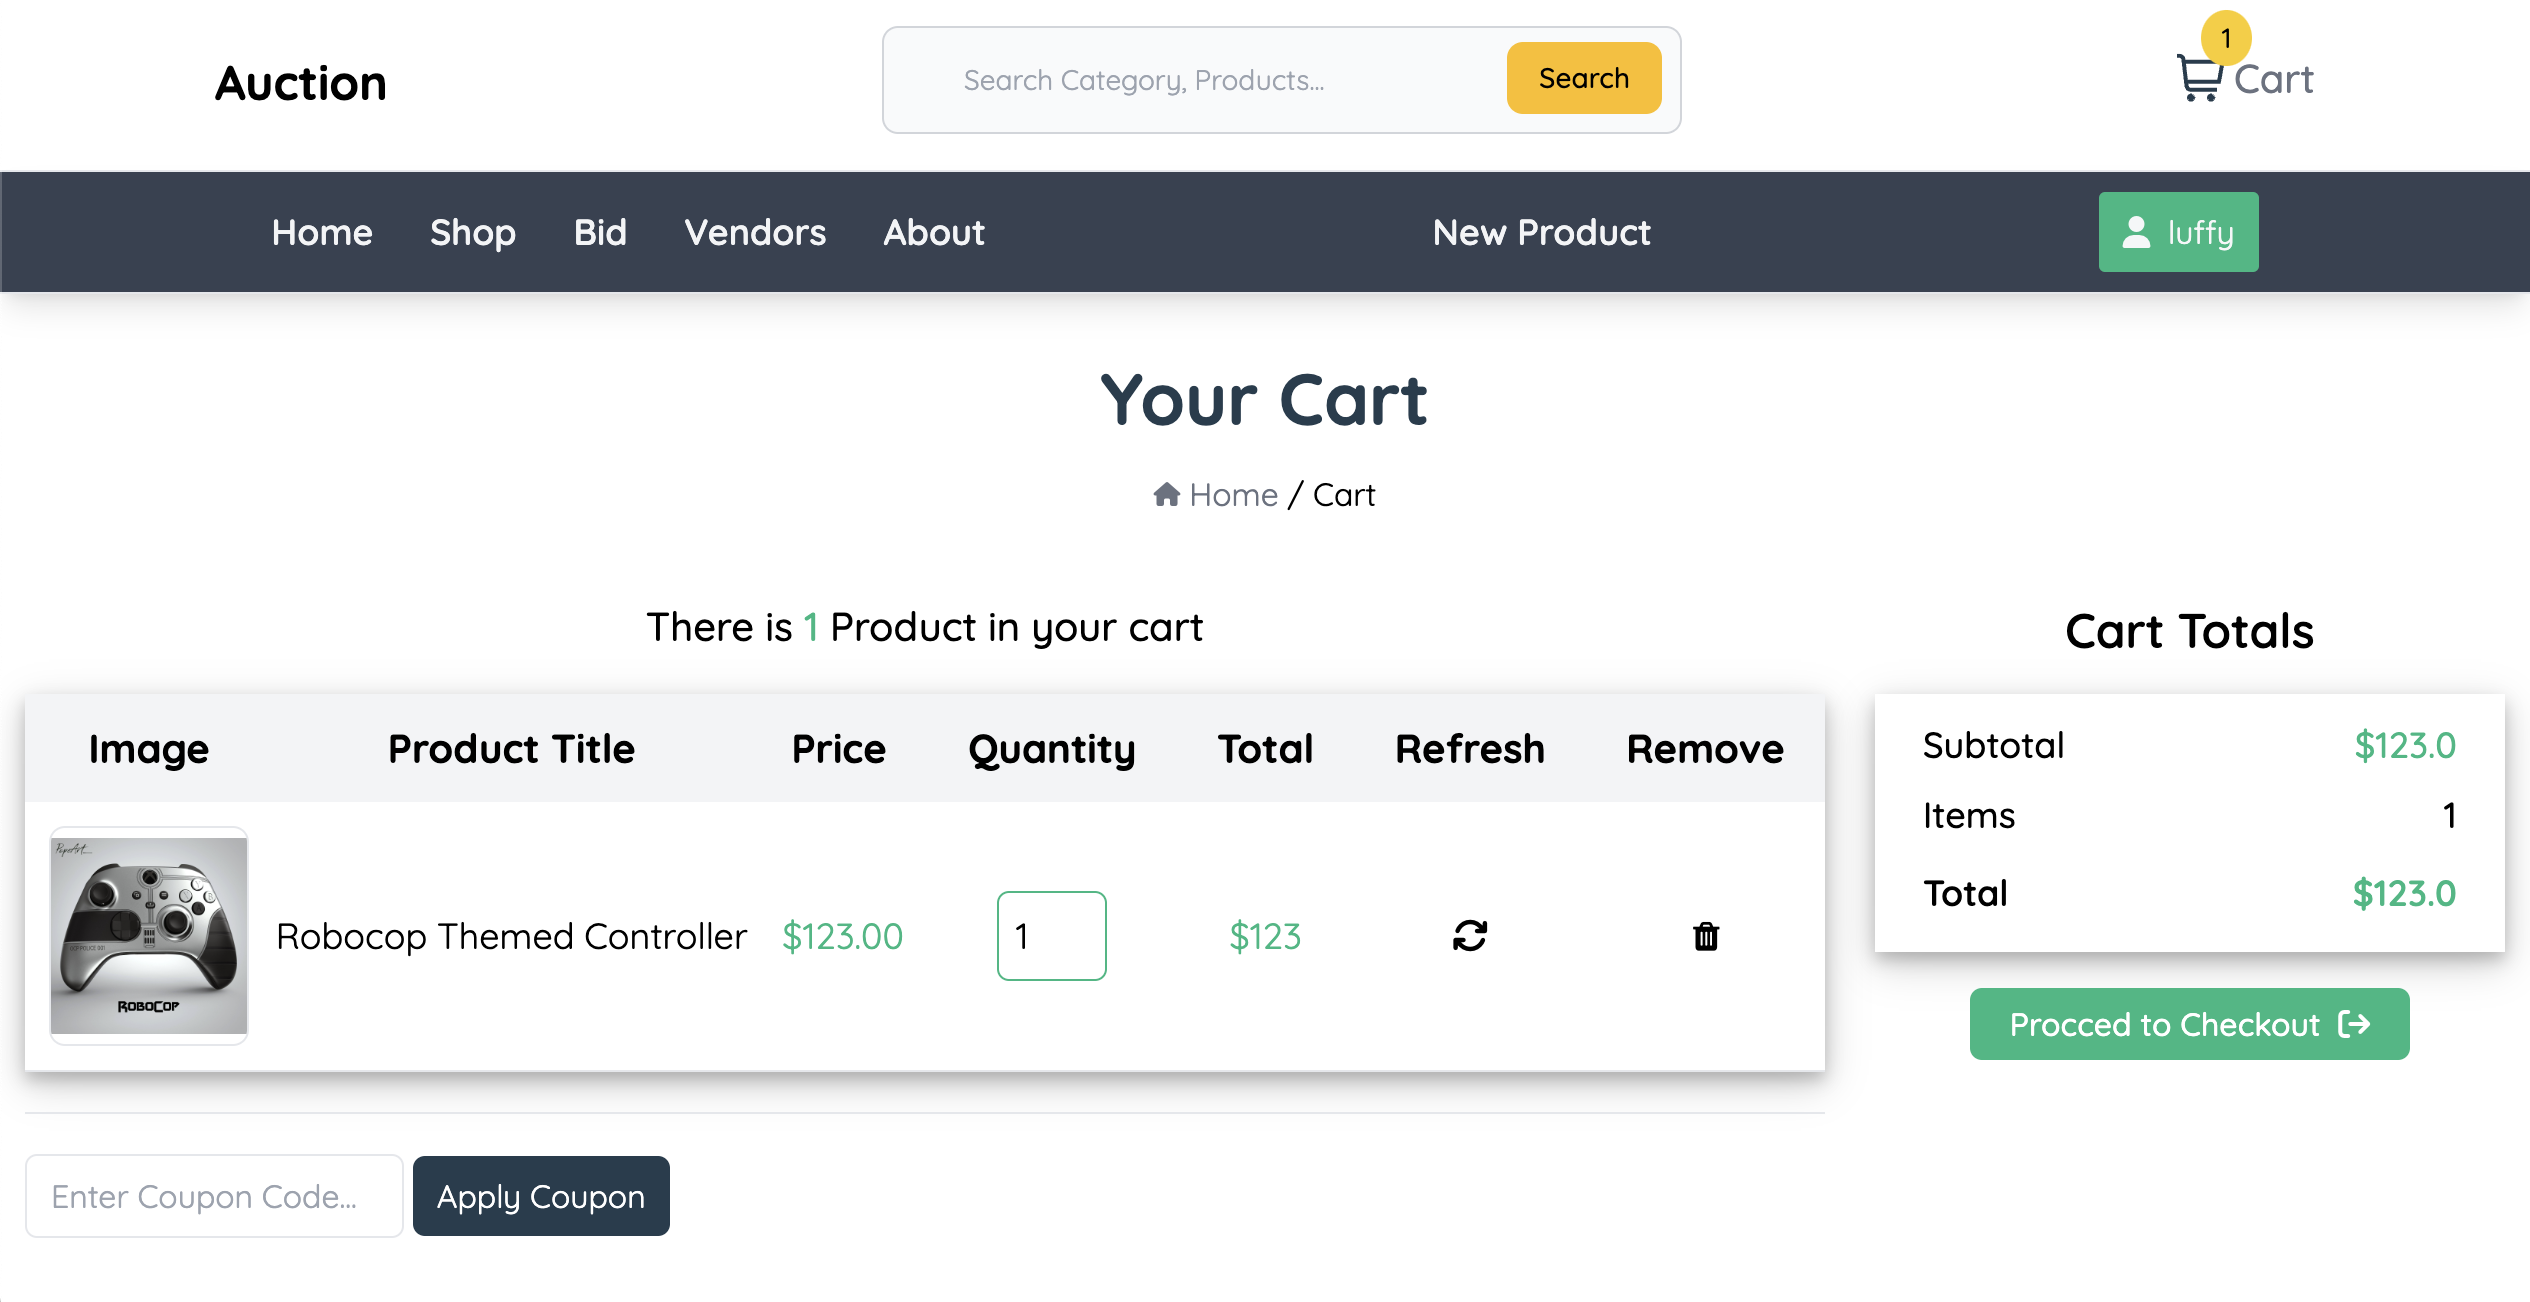 Auction
Search Category, Products...
Search
1
Cart
Home Shop Bid Vendors About New Product luffy
Your Cart
Home / Cart
There is 1 Product in your cart
Image Product Title Price Quantity Total Refresh Remove
ROBOCOP
Robocop Themed Controller $123.00 1 $123
Enter Coupon Code...
Apply Coupon
Cart Totals
Subtotal $123.0
Items 1
Total $123.0
Procced to Checkout